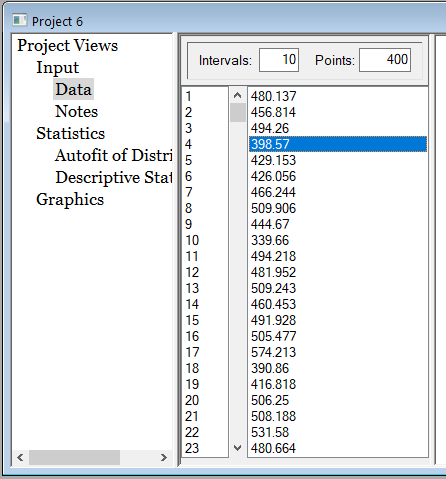 Project 6
Project Views
Input
Data
Notes
Statistics
Autofit of Distri
Descriptive Stat
Graphics
Intervals: 10 Points: 400
1 480.137
2 456.814
3 494.26
4 398.57
5 429.153
6 426.056
7 466.244
8 509.906
9 444.67
10 339.66
11 494.218
12 481.952
13 509.243
14 460.453
15 491.928
16 505.477
17 574.213
18 390.86
19 416.818
20 506.25
21 508.188
22 531.58
23 480.664